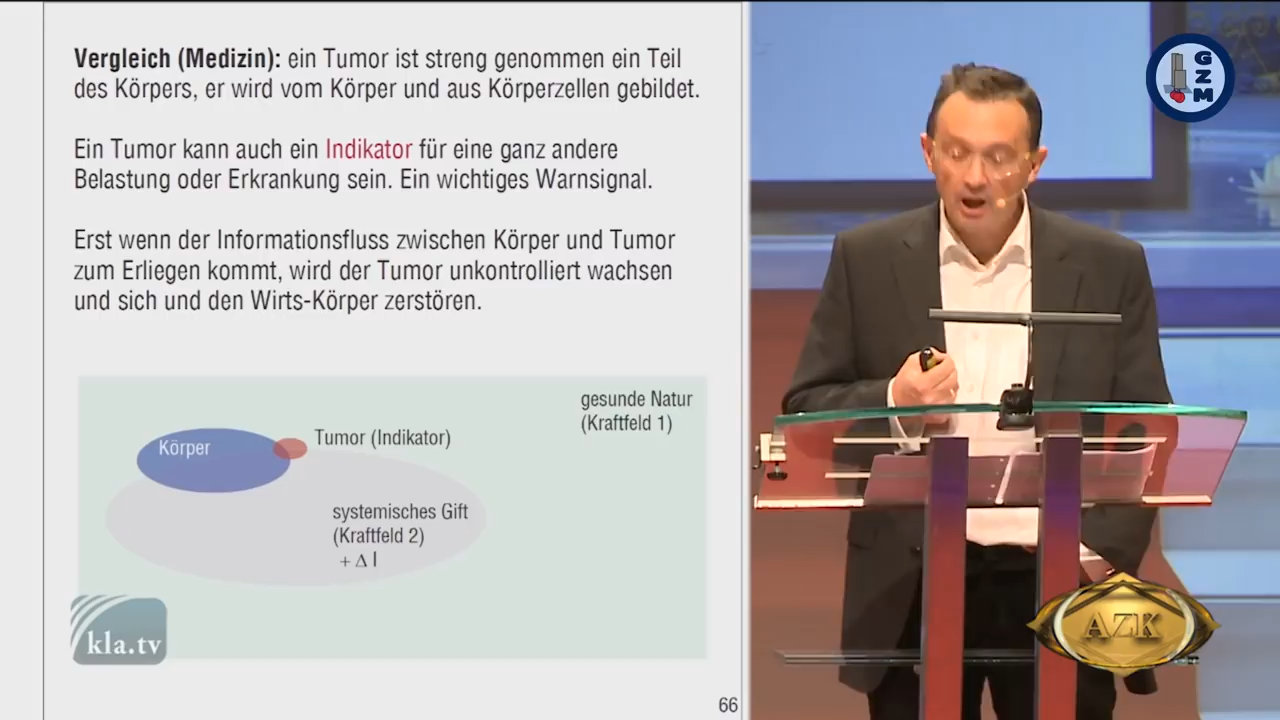 Vergleich (Medizin): ein Tumor ist streng genommen ein Teil
des Körpers, er wird vom Körper und aus Körperzellen gebildet.
Ein Tumor kann auch ein Indikator für eine ganz andere
Belastung oder Erkrankung sein. Ein wichtiges Warnsignal.
Erst wenn der Informationsfluss zwischen Körper und Tumor
zum Erliegen kommt, wird der Tumor unkontrolliert wachsen
und sich und den Wirts-Körper zerstören.
gesunde Natur
(Kraftfeld 1)
Körper
Tumor (Indikator)
systemisches Gift
(Kraftfeld 2)
+ Δ I
kla.tv
66
GZM
AZK